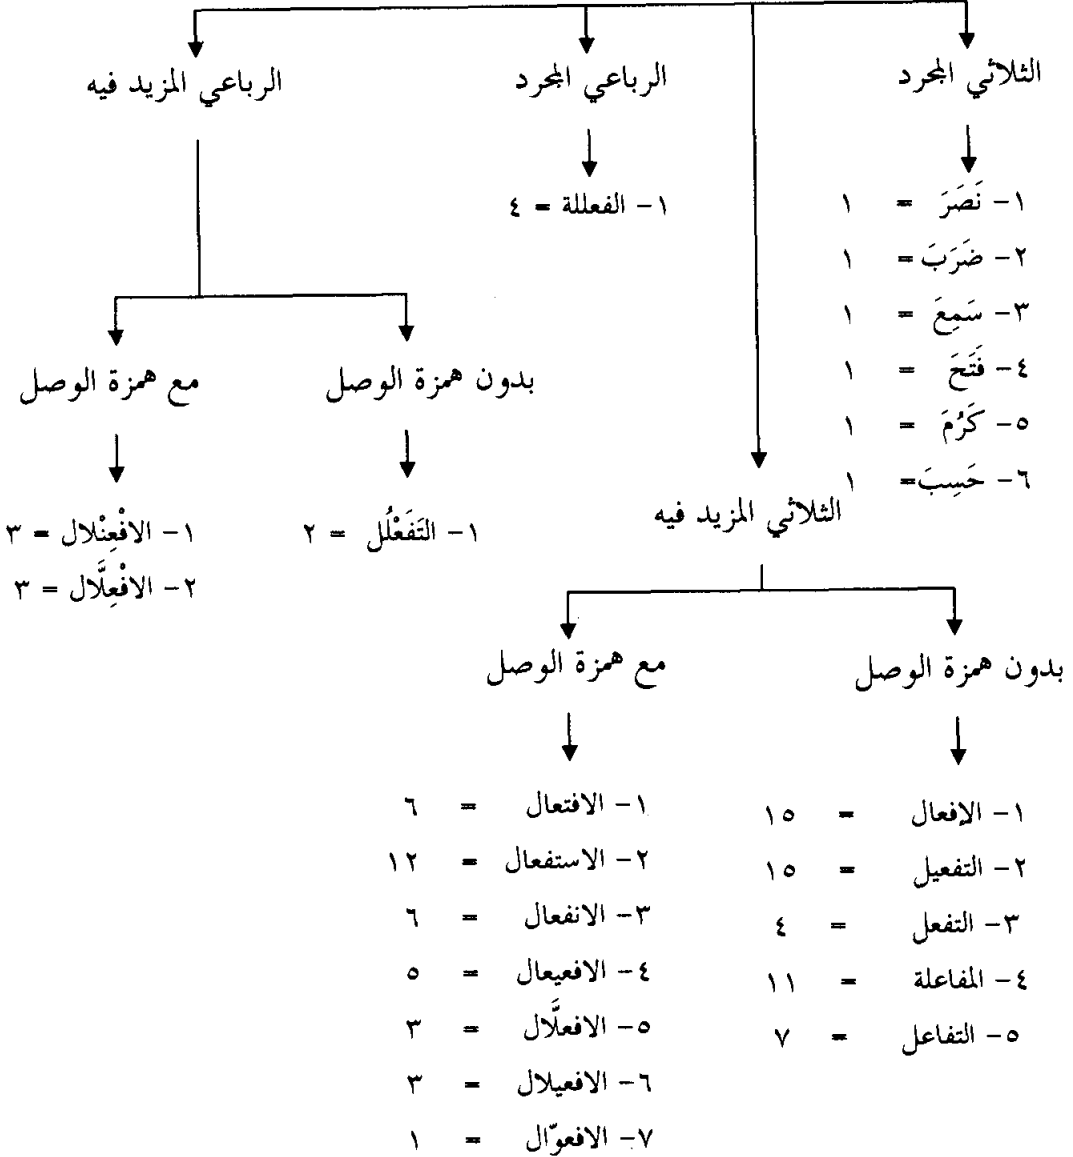 الثلاثي المجرد
١- نَصَرَ = ١
٢- ضَرَبَ = ١
٣- سَمِعَ = ١
٤- فَتَحَ = ١
٥- كَرُمَ = ١
٦- حَسِبَ = ١
الرباعي المجرد
١- الفعللة = ٤
الرباعي المزيد فيه
بدون همزة الوصل
١- التَفَعْلُل = ٢
مع همزة الوصل
١- الافْعِنْلال = ٣
٢- الافْعِلَّال = ٣
الثلاثي المزيد فيه
بدون همزة الوصل
١- الإفعال = ١٥
٢- التفعيل = ١٥
٣- التفعل = ٤
٤- المفاعلة = ١١
٥- التفاعل = ٧
مع همزة الوصل
١- الافتعال = ٦
٢- الاستفعال = ١٢
٣- الانفعال = ٦
٤- الافعيعال = ٥
٥- الافعلَّال = ٣
٦- الافعيلال = ٣
٧- الافعوّال = ١